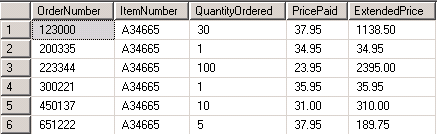 OrderNumber ItemNumber QuantityOrdered PricePaid ExtendedPrice
1 123000 A34665 30 37.95 1138.50
2 200335 A34665 1 34.95 34.95
3 223344 A34665 100 23.95 2395.00
4 300221 A34665 1 35.95 35.95
5 450137 A34665 10 31.00 310.00
6 651222 A34665 5 37.95 189.75